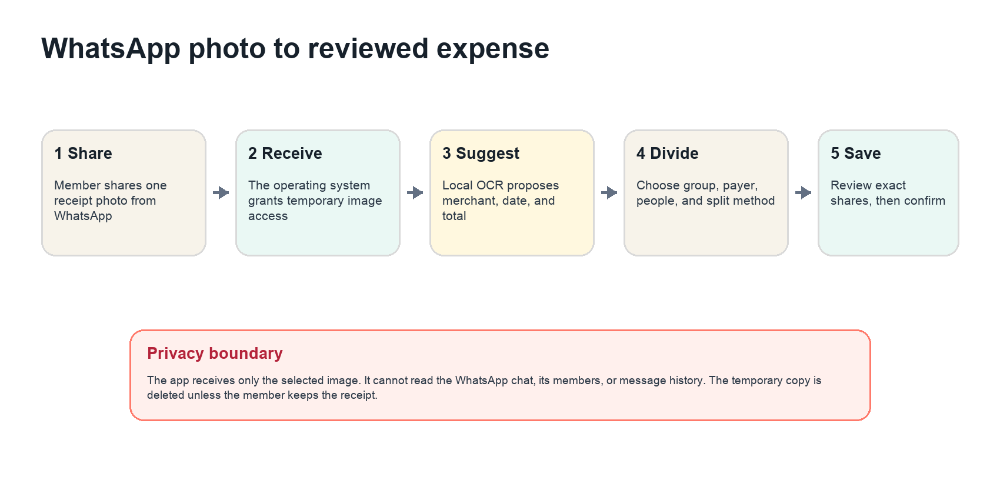 WhatsApp photo to reviewed expense
1 Share
Member shares one
receipt photo from
WhatsApp
2 Receive
The operating system
grants temporary image
access
3 Suggest
Local OCR proposes
merchant, date, and
total
4 Divide
Choose group, payer,
people, and split method
5 Save
Review exact
shares, then confirm
Privacy boundary
The app receives only the selected image. It cannot read the WhatsApp chat, its members, or message history. The temporary copy is
deleted unless the member keeps the receipt.